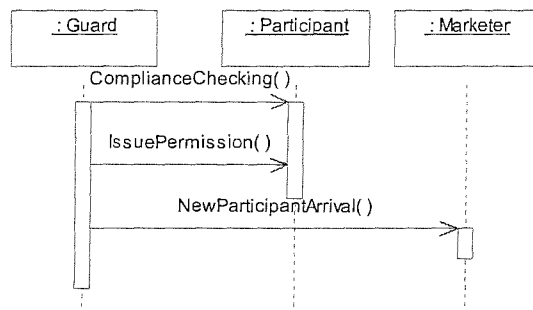 : Guard
: Participant
: Marketer
ComplianceChecking( )
IssuePermission( )
NewParticipantArrival( )